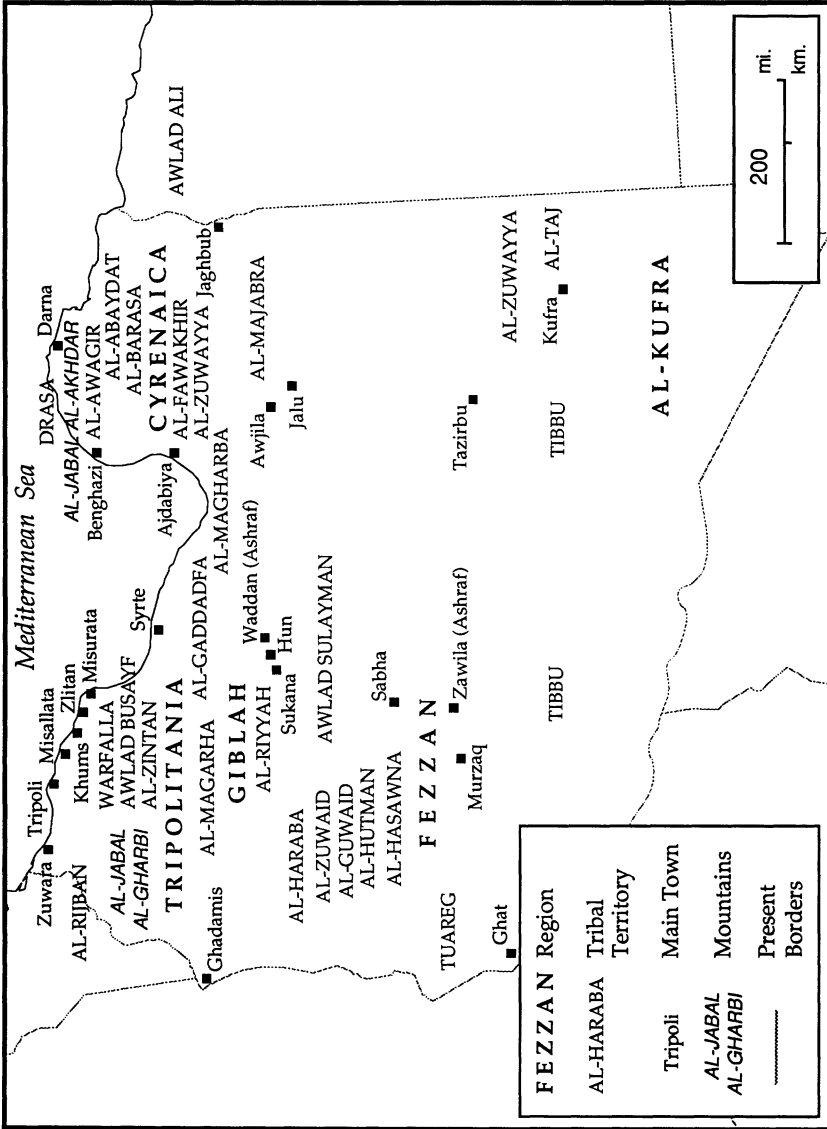 Mediterranean Sea
Zuwara
Tripoli
Misallata
Khums
Zlitan
Misurata
Syrte
DRASA
Darna
AL-JABAL AL-AKHDAR
Benghazi
AL-AWAGIR
AL-ABAYDAT
AL-BARASA
CYRENAICA
AWLAD ALI
Ajdabiya
AL-FAWAKHIR
AL-ZUWAYYA
Jaghbub
AL-MAGHARBA
AL-RIJBAN
WARFALLA
AWLAD BUSAYF
AL-ZINTAN
AL-JABAL
AL-GHARBI
TRIPOLITANIA
AL-GADDADFA
AL-MAGARHA
Ghadamis
GIBLAH
AL-RIYYAH
Waddan (Ashraf)
Hun
Sukana
Awjila
AL-MAJABRA
Jalu
AL-HARABA
AL-ZUWAID
AL-GUWAID
AL-HUTMAN
AL-HASAWNA
AWLAD SULAYMAN
Sabha
FEZZAN
Zawila (Ashraf)
Murzaq
TUAREG
Ghat
TIBBU
Tazirbu
TIBBU
AL-ZUWAYYA
Kufra
AL-TAJ
AL-KUFRA
FEZZAN Region
AL-HARABA Tribal
Territory
Tripoli Main Town
AL-JABAL Mountains
AL-GHARBI
Present
Borders
200
mi.
km.